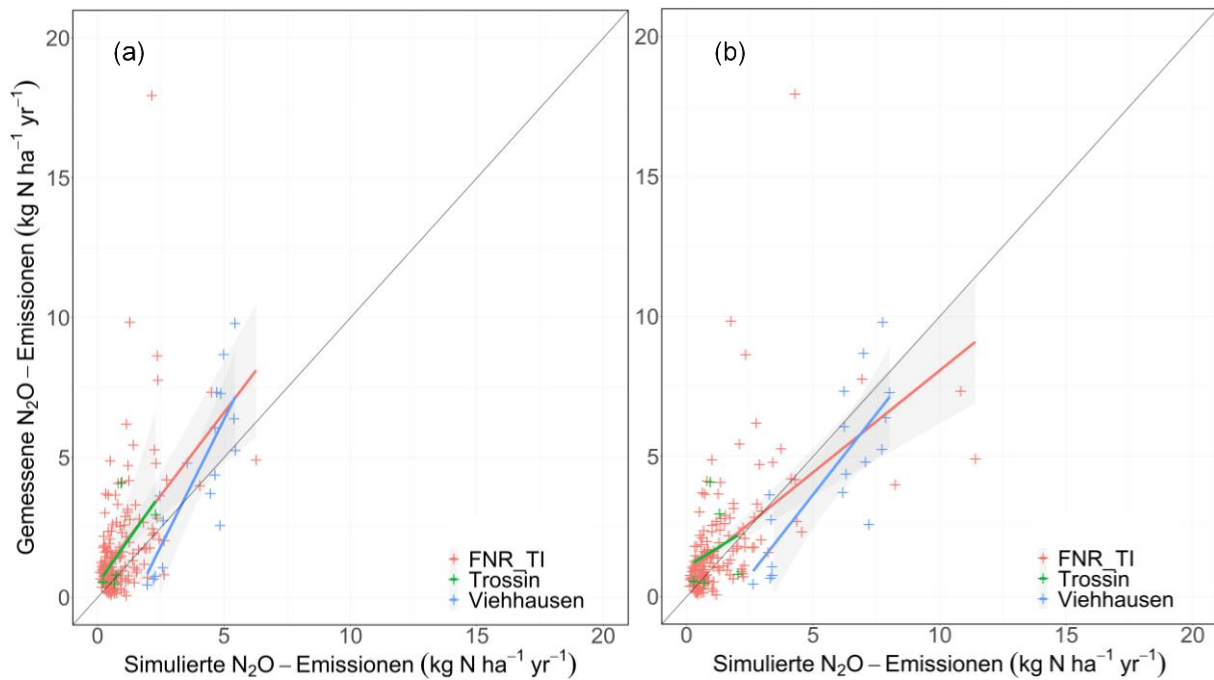 (a)
Gemessene N₂O – Emissionen (kg N ha⁻¹ yr⁻¹)
20
15
10
5
0
FNR_TI
Trossin
Viehhausen
0 5 10 15 20
Simulierte N₂O – Emissionen (kg N ha⁻¹ yr⁻¹)
(b)
20
15
10
5
0
FNR_TI
Trossin
Viehhausen
0 5 10 15 20
Simulierte N₂O – Emissionen (kg N ha⁻¹ yr⁻¹)